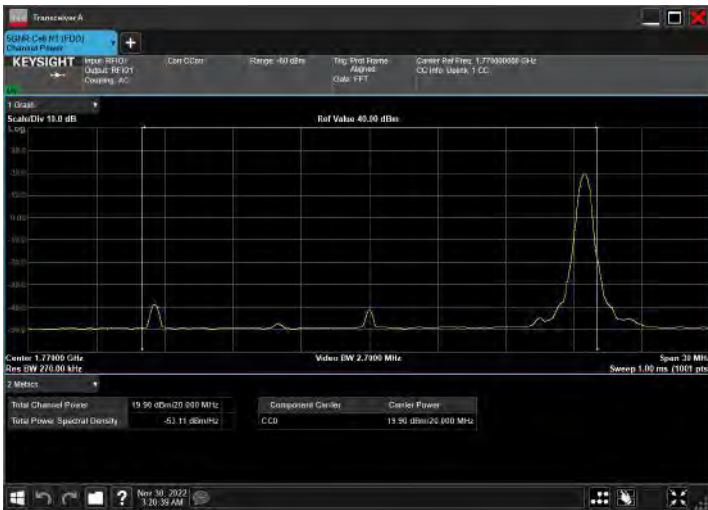 Transceiver A
5GNR Cell N1 (FDD)
Channel Power
KEYSIGHT
Input: RFIO1
Output: RFIO1
Coupling: AC
Corr CCorr
Range: -60 dBm
Trig: Prot Frame
Aligned
Gate: FFT
Carrier Ref Freq: 1.770000000 GHz
CC Info: Uplink, 1 CC
1 Graph
Scale/Div 10.0 dB
Ref Value 40.00 dBm
Log
Center 1.77000 GHz
Video BW 2.7000 MHz
Span 30 MHz
Res BW 270.00 kHz
Sweep 1.00 ms (1001 pts
2 Metrics
Total Channel Power
19.90 dBm/20.000 MHz
Total Power Spectral Density
-53.11 dBm/Hz
Component Carrier
Carrier Power
CC0
19.90 dBm/20.000 MHz
Nov 30, 2022
3:20:39 AM